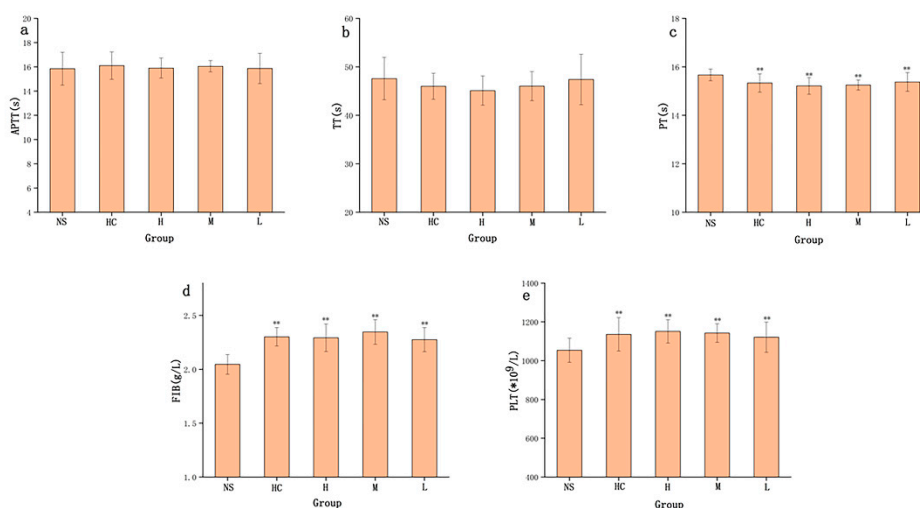 a
APTT(s)
20
18
16
14
12
10
8
6
4
NS HC H M L
Group
b
TT(s)
60
50
40
30
20
NS HC H M L
Group
c
PT(s)
18
16
14
12
10
** ** ** **
NS HC H M L
Group
d
FIB(g/L)
2.5
2.0
1.5
1.0
** ** ** **
NS HC H M L
Group
e
PLT(*10⁹/L)
1400
1200
1000
800
600
400
** ** ** **
NS HC H M L
Group